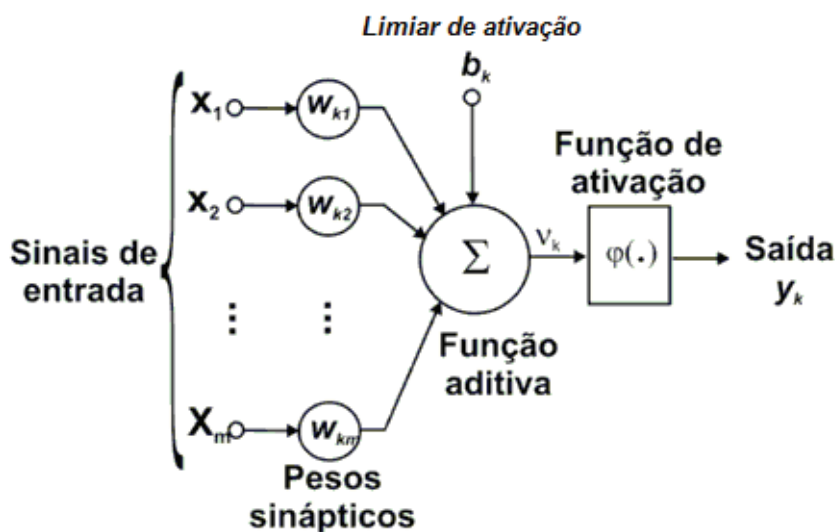 Limiar de ativação
b_k
x_1
w_k1
Função de
ativação
x_2
w_k2
Sinais de
entrada
Σ
v_k
φ(.)
Saída
y_k
⋮
⋮
Função
aditiva
X_m
w_km
Pesos
sinápticos